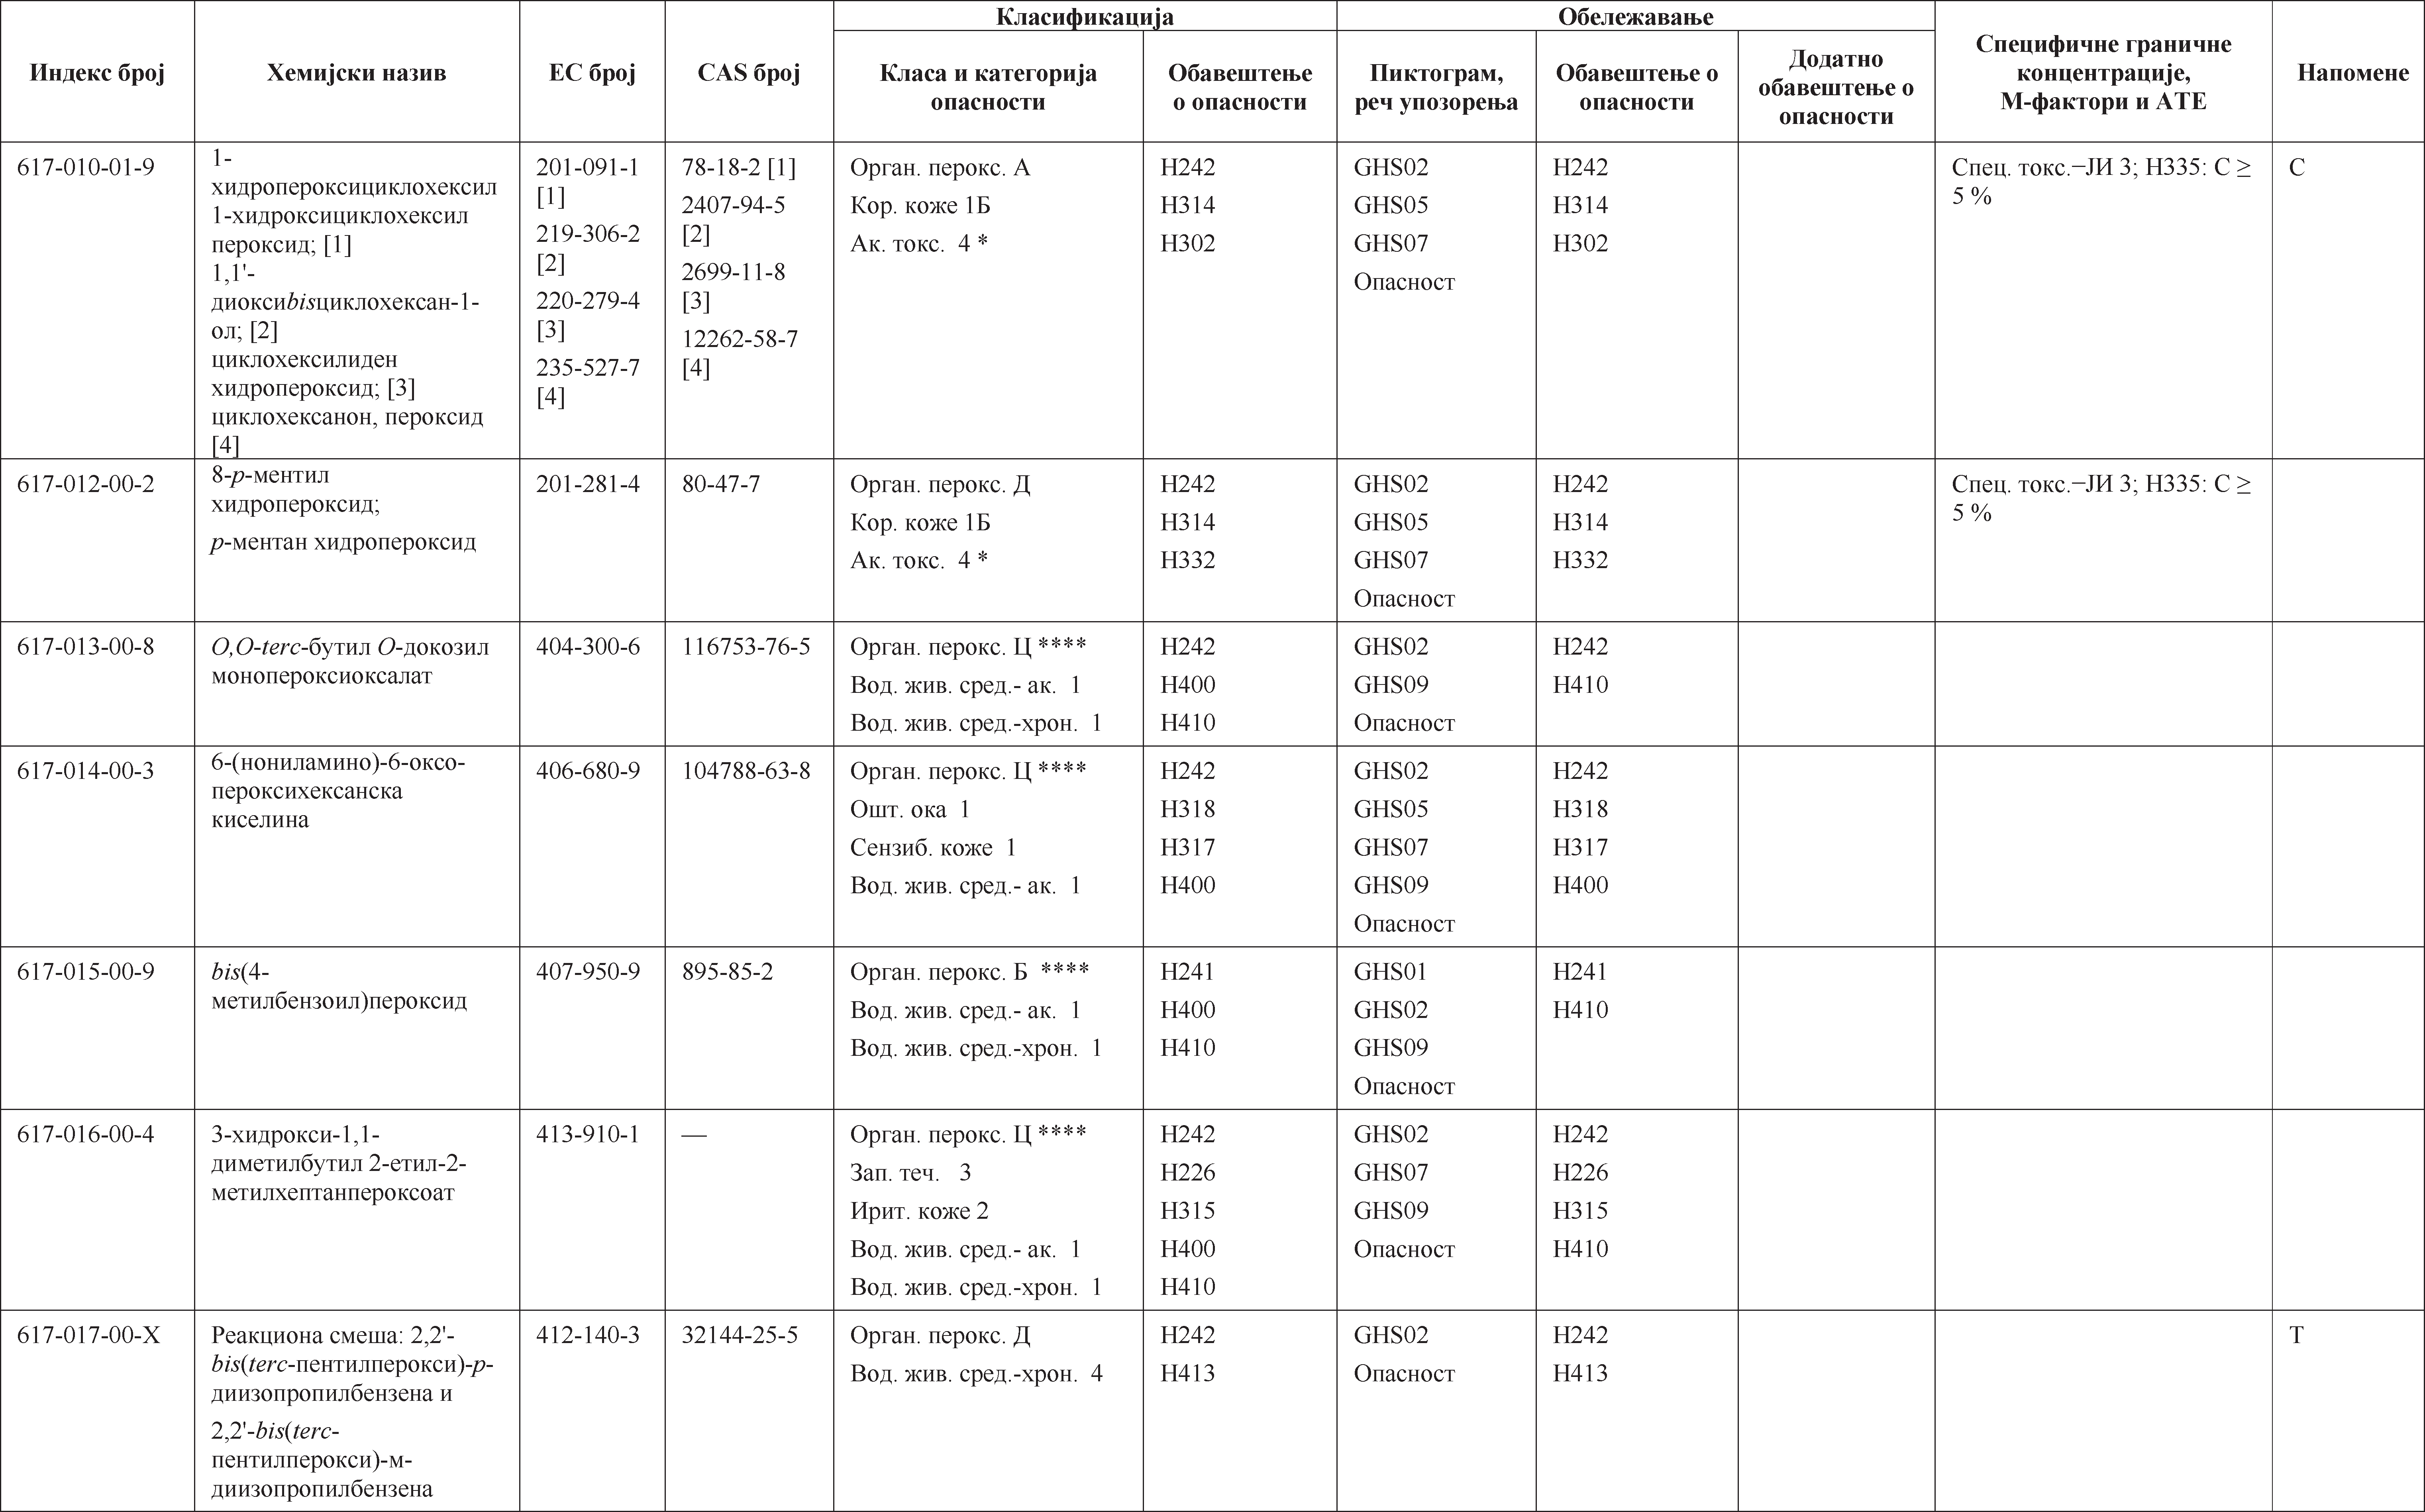 Индекс број
Хемијски назив
ЕС број
CAS број
Класификација
Класа и категорија
опасности
Обавештење
о опасности
Обележавање
Пиктограм,
реч упозорења
Обавештење о
опасности
Додатно
обавештење о
опасности
Специфичне граничне
концентрације,
М-фактори и АТЕ
Напомене
617-010-01-9
1-
хидропероксициклохексил
1-хидроксициклохексил
пероксид; [1]
1,1'-
диоксиbisциклохексан-1-
ол; [2]
циклохексилиден
хидропероксид; [3]
циклохексанон, пероксид
[4]
201-091-1
[1]
219-306-2
[2]
220-279-4
[3]
235-527-7
[4]
78-18-2 [1]
2407-94-5
[2]
2699-11-8
[3]
12262-58-7
[4]
Орган. перокс. А
Кор. коже 1Б
Ак. токс.  4 *
H242
H314
H302
GHS02
GHS05
GHS07
Опасност
H242
H314
H302
Спец. токс.−ЈИ 3; H335: C ≥
5 %
C
617-012-00-2
8-p-ментил
хидропероксид;
p-ментан хидропероксид
201-281-4
80-47-7
Орган. перокс. Д
Кор. коже 1Б
Ак. токс.  4 *
H242
H314
H332
GHS02
GHS05
GHS07
Опасност
H242
H314
H332
Спец. токс.−ЈИ 3; H335: C ≥
5 %
617-013-00-8
O,O-terc-бутил O-докозил
монопероксиоксалат
404-300-6
116753-76-5
Орган. перокс. Ц ****
Вод. жив. сред.- ак.  1
Вод. жив. сред.-хрон.  1
H242
H400
H410
GHS02
GHS09
Опасност
H242
H410
617-014-00-3
6-(нониламино)-6-оксо-
пероксихексанска
киселина
406-680-9
104788-63-8
Орган. перокс. Ц ****
Ошт. ока  1
Сензиб. коже  1
Вод. жив. сред.- ак.  1
H242
H318
H317
H400
GHS02
GHS05
GHS07
GHS09
Опасност
H242
H318
H317
H400
617-015-00-9
bis(4-
метилбензоил)пероксид
407-950-9
895-85-2
Орган. перокс. Б  ****
Вод. жив. сред.- ак.  1
Вод. жив. сред.-хрон.  1
H241
H400
H410
GHS01
GHS02
GHS09
Опасност
H241
H410
617-016-00-4
3-хидрокси-1,1-
диметилбутил 2-етил-2-
метилхептанпероксоат
413-910-1
—
Орган. перокс. Ц ****
Зап. теч.   3
Ирит. коже 2
Вод. жив. сред.- ак.  1
Вод. жив. сред.-хрон.  1
H242
H226
H315
H400
H410
GHS02
GHS07
GHS09
Опасност
H242
H226
H315
H410
617-017-00-X
Реакциона смеша: 2,2'-
bis(terc-пентилперокси)-p-
диизопропилбензена и
2,2'-bis(terc-
пентилперокси)-м-
диизопропилбензена
412-140-3
32144-25-5
Орган. перокс. Д
Вод. жив. сред.-хрон.  4
H242
H413
GHS02
Опасност
H242
H413
T